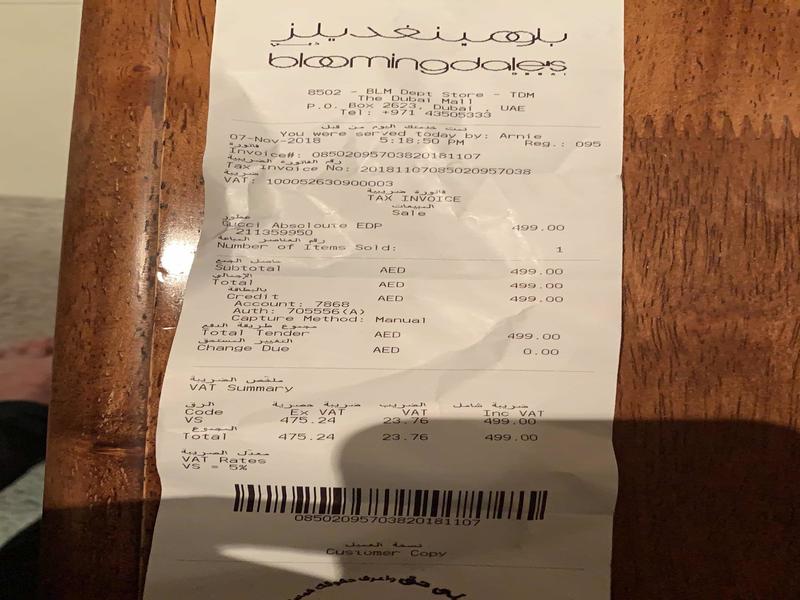 بلومينغديلز
دبي
bloomingdale's
DUBAI
8502 - BLM Dept Store - TDM
The Dubai Mall
P.O. Box 2623, Dubai, UAE
Tel: +971 43505333
تمت خدمتك اليوم من قبل
You were served today by: Arnie
07-Nov-2018 5:18:50 PM Reg.: 095
فاتورة
Invoice#: 08502095703820181107
رقم الفاتورة الضريبية
Tax Invoice No: 20181107085020957038
ضريبة
VAT: 100052630900003
فاتورة ضريبية
TAX INVOICE
المبيعات
Sale
عطور
Gucci Absoloute EDP 499.00
211359950
رقم العناصر المباعة
Number of Items Sold: 1
حاصل الجمع
Subtotal AED 499.00
الإجمالي
Total AED 499.00
بالبطاقة
Credit AED 499.00
Account: 7868
Auth: 705556(A)
Capture Method: Manual
مجموع طريقة الدفع
Total Tender AED 499.00
التغيير المستحق
Change Due AED 0.00
ملخص الضريبة
VAT Summary
الرق ضريبة حصرية الضريب ضريبة شامل
Code Ex VAT VAT Inc VAT
VS 475.24 23.76 499.00
المجموع
Total 475.24 23.76 499.00
معدل الضريبة
VAT Rates
VS = 5%
08502095703820181107
نسخة العميل
Customer Copy
حق واعرف حقوقك